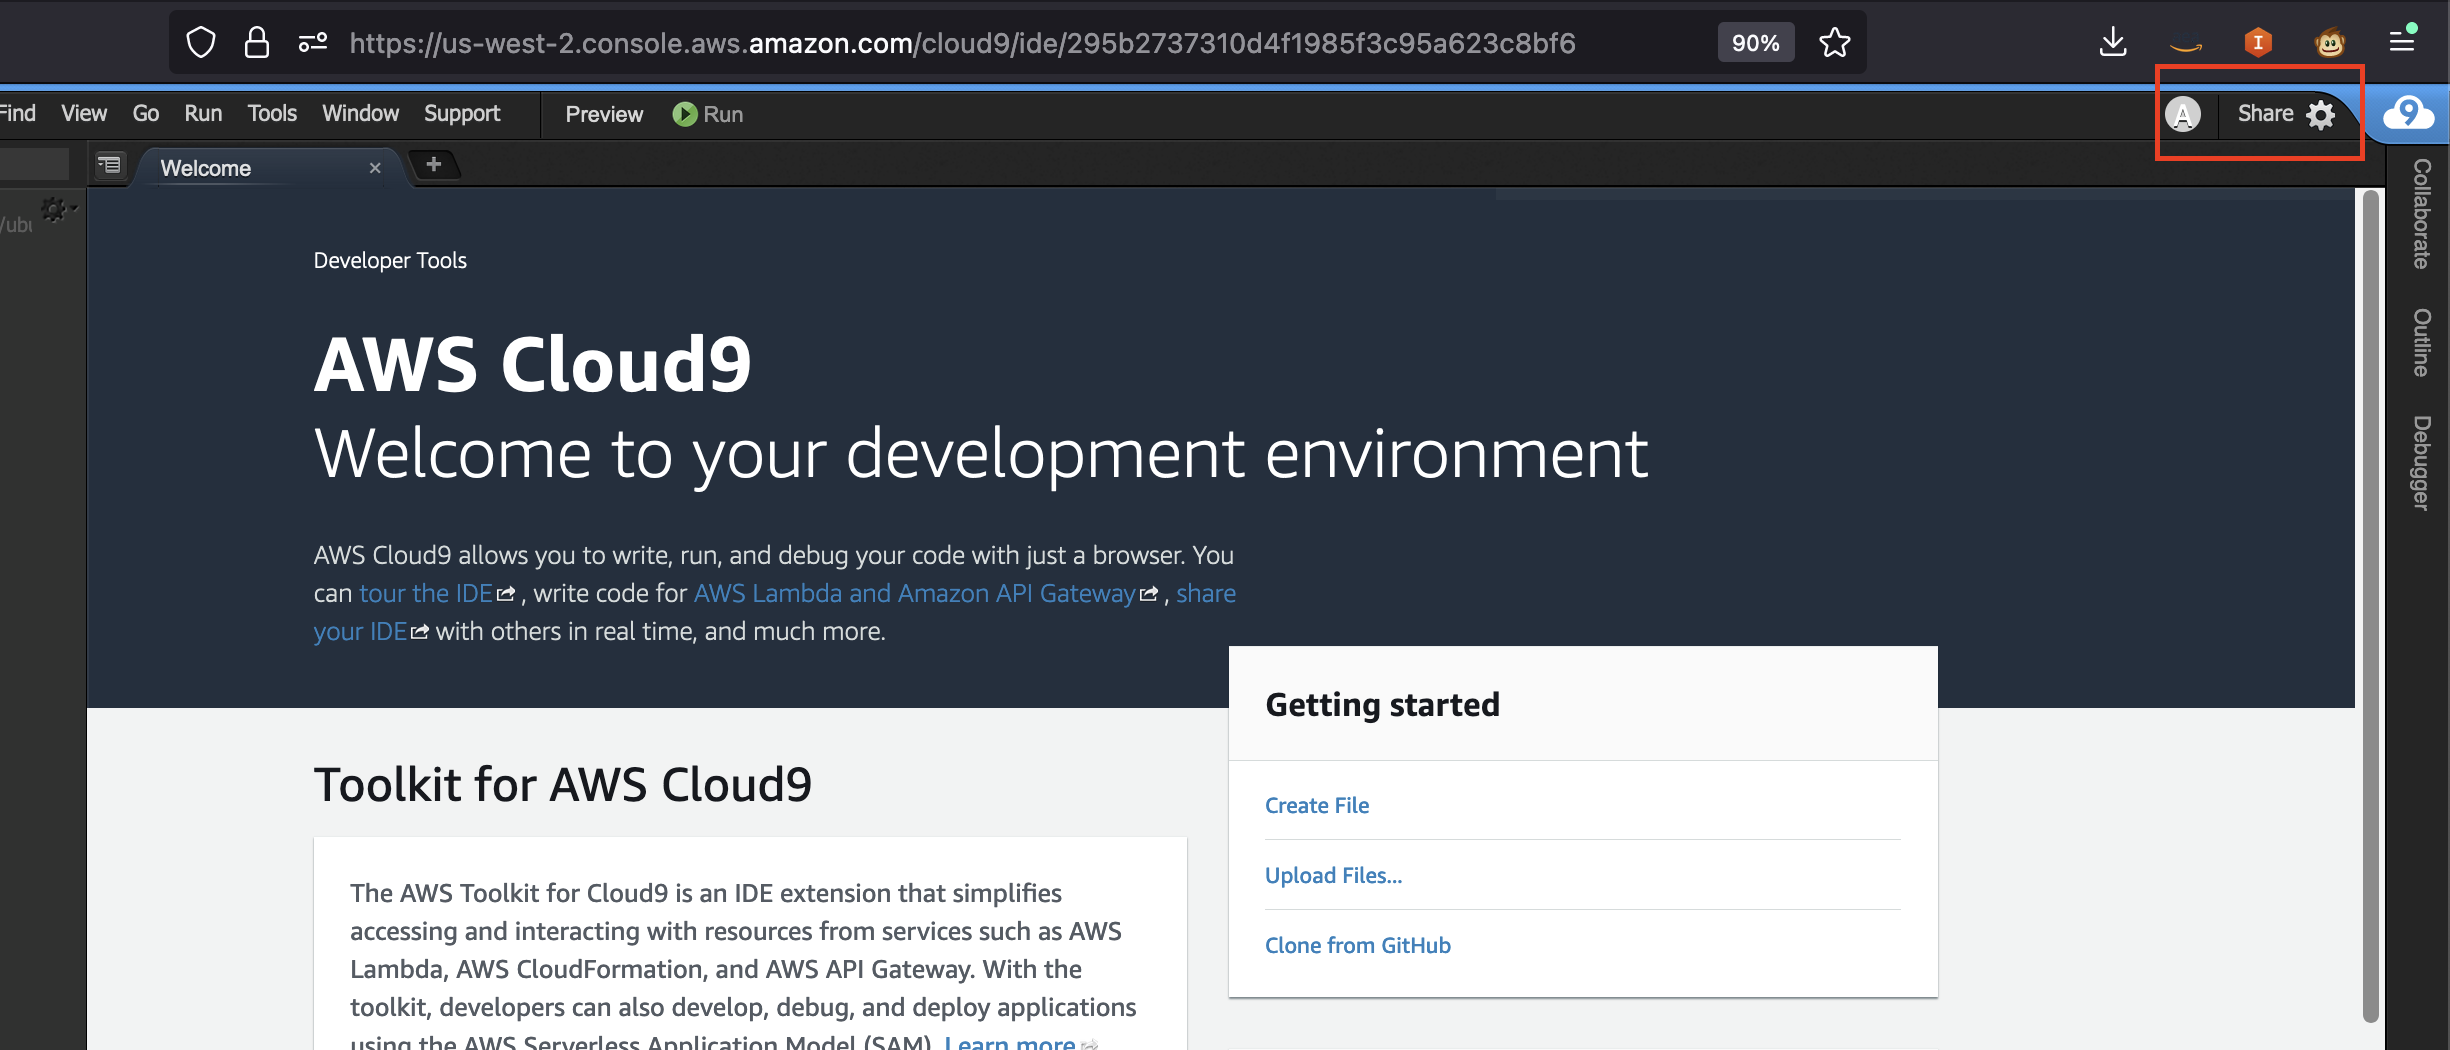 https://us-west-2.console.aws.amazon.com/cloud9/ide/295b2737310d4f1985f3c95a623c8bf6 90%
Find View Go Run Tools Window Support Preview Run A Share 9
Welcome
Collaborate
Outline
Debugger
Developer Tools
AWS Cloud9
Welcome to your development environment
AWS Cloud9 allows you to write, run, and debug your code with just a browser. You
can tour the IDE, write code for AWS Lambda and Amazon API Gateway, share
your IDE with others in real time, and much more.
Getting started
Create File
Upload Files...
Clone from GitHub
Toolkit for AWS Cloud9
The AWS Toolkit for Cloud9 is an IDE extension that simplifies
accessing and interacting with resources from services such as AWS
Lambda, AWS CloudFormation, and AWS API Gateway. With the
toolkit, developers can also develop, debug, and deploy applications
using the AWS Serverless Application Model (SAM). Learn more